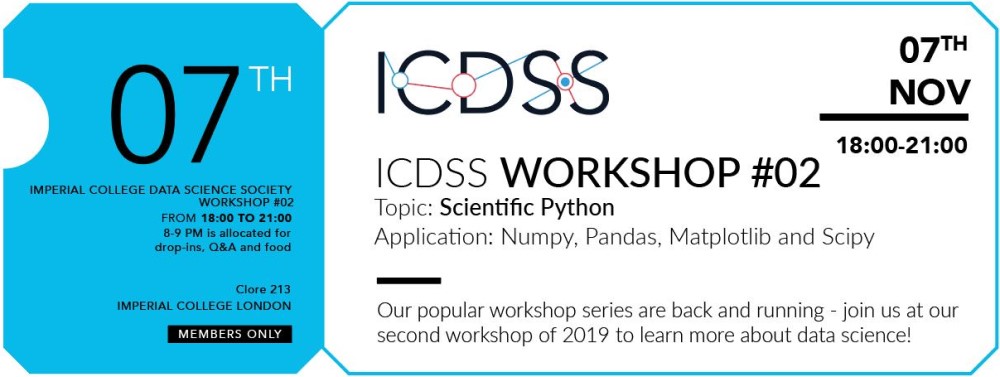 07TH
IMPERIAL COLLEGE DATA SCIENCE SOCIETY
WORKSHOP #02
FROM 18:00 TO 21:00
8-9 PM is allocated for
drop-ins, Q&A and food
Clore 213
IMPERIAL COLLEGE LONDON
MEMBERS ONLY
ICDSS
07TH
NOV
18:00-21:00
ICDSS WORKSHOP #02
Topic: Scientific Python
Application: Numpy, Pandas, Matplotlib and Scipy
Our popular workshop series are back and running - join us at our
second workshop of 2019 to learn more about data science!